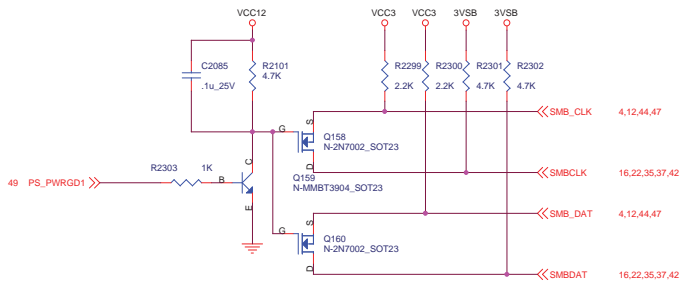 VCC12 VCC3 VCC3 3VSB 3VSB
C2085 R2101 R2299 R2300 R2301 R2302
.1u_25V 4.7K 2.2K 2.2K 4.7K 4.7K
S SMB_CLK 4,12,44,47
G Q158
N-2N7002_SOT23
R2303 1K C D SMBCLK 16,22,35,37,42
Q159
49 PS_PWRGD1 B N-MMBT3904_SOT23
E S SMB_DAT 4,12,44,47
G Q160
N-2N7002_SOT23
D SMBDAT 16,22,35,37,42